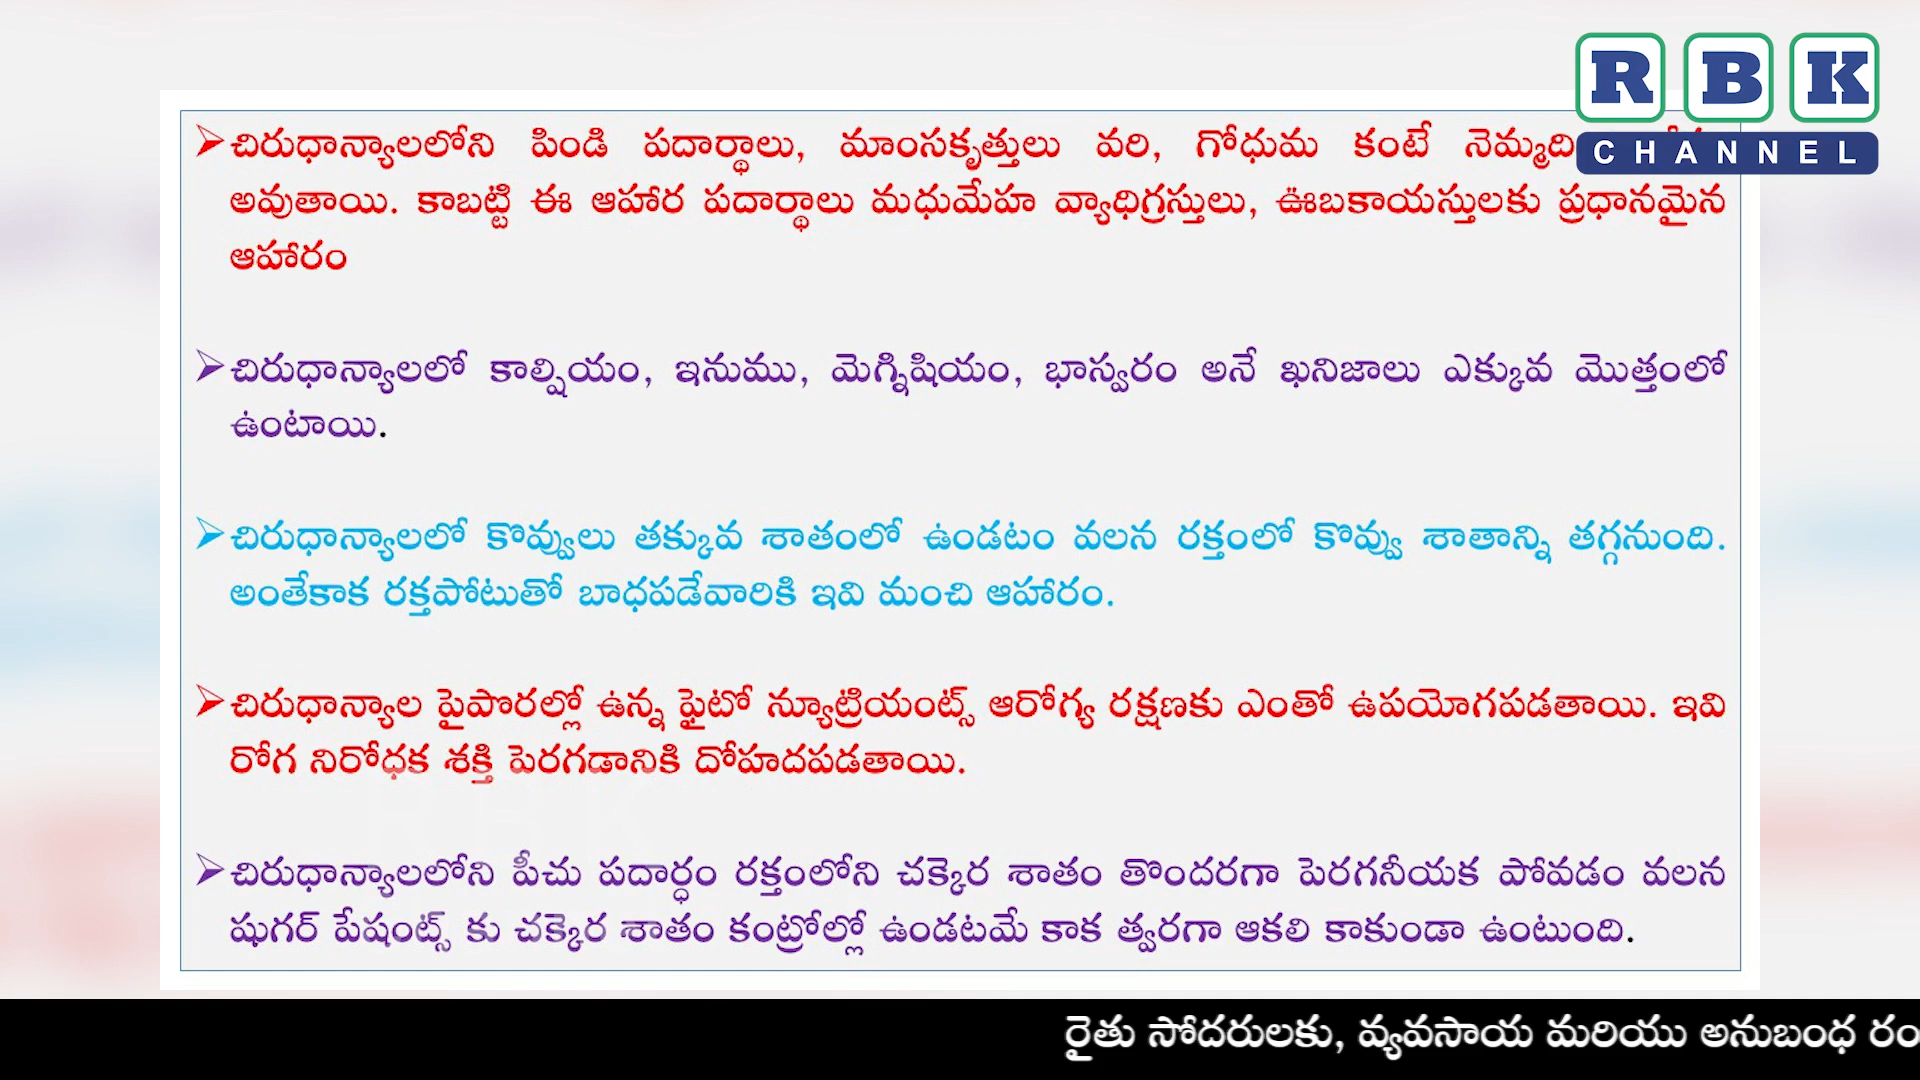 R B K
CHANNEL
చిరుధాన్యాలలోని పిండి పదార్థాలు, మాంసకృత్తులు వరి, గోధుమ కంటే నెమ్మది
అవుతాయి. కాబట్టి ఈ ఆహార పదార్థాలు మధుమేహ వ్యాధిగ్రస్తులు, ఊబకాయస్తులకు ప్రధానమైన
ఆహారం
చిరుధాన్యాలలో కాల్షియం, ఇనుము, మెగ్నిషియం, భాస్వరం అనే ఖనిజాలు ఎక్కువ మొత్తంలో
ఉంటాయి.
చిరుధాన్యాలలో కొవ్వులు తక్కువ శాతంలో ఉండటం వలన రక్తంలో కొవ్వు శాతాన్ని తగ్గనుంది.
అంతేకాక రక్తపోటుతో బాధపడేవారికి ఇవి మంచి ఆహారం.
చిరుధాన్యాల పైపొరల్లో ఉన్న ఫైటో న్యూట్రియంట్స్ ఆరోగ్య రక్షణకు ఎంతో ఉపయోగపడతాయి. ఇవి
రోగ నిరోధక శక్తి పెరగడానికి దోహదపడతాయి.
చిరుధాన్యాలలోని పీచు పదార్ధం రక్తంలోని చక్కెర శాతం తొందరగా పెరగనీయక పోవడం వలన
షుగర్ పేషంట్స్ కు చక్కెర శాతం కంట్రోల్లో ఉండటమే కాక త్వరగా ఆకలి కాకుండా ఉంటుంది.
రైతు సోదరులకు, వ్యవసాయ మరియు అనుబంధ రం